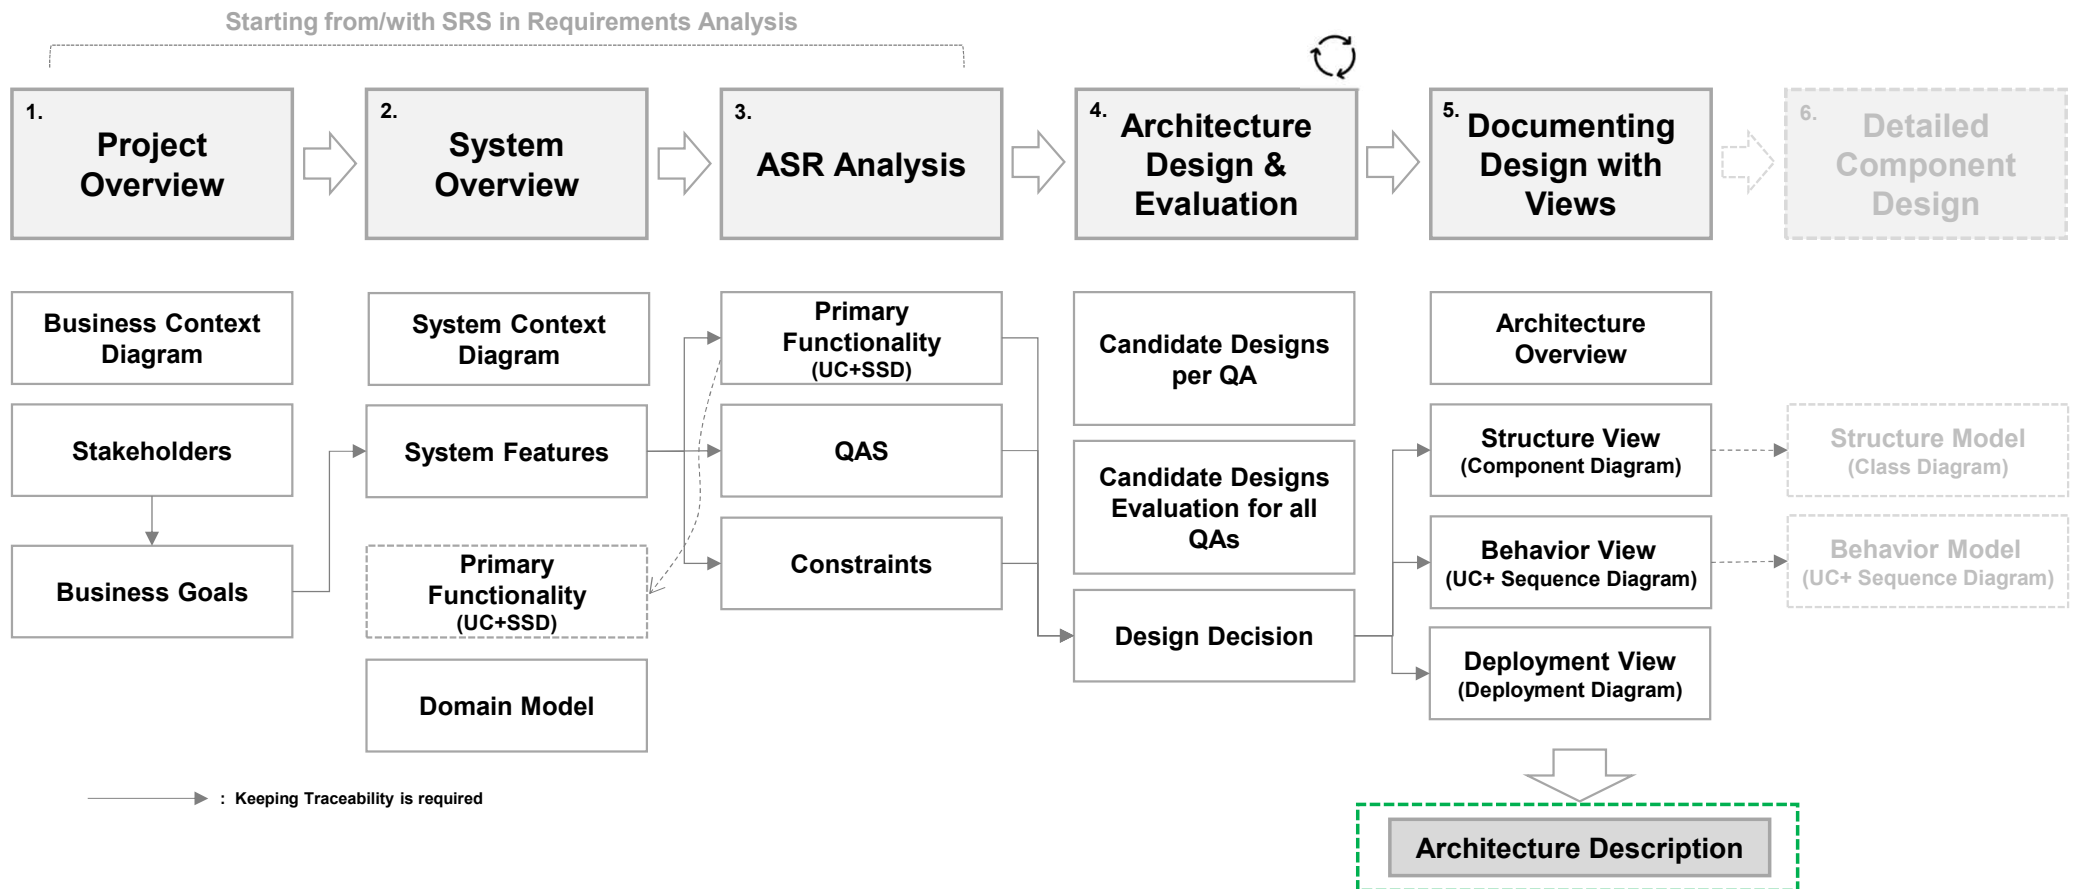 Starting from/with SRS in Requirements Analysis
1.
Project
Overview
2.
System
Overview
3.
ASR Analysis
4.
Architecture
Design &
Evaluation
5.
Documenting
Design with
Views
6.
Detailed
Component
Design
Business Context
Diagram
Stakeholders
Business Goals
System Context
Diagram
System Features
Primary
Functionality
(UC+SSD)
Domain Model
Primary
Functionality
(UC+SSD)
QAS
Constraints
Candidate Designs
per QA
Candidate Designs
Evaluation for all
QAs
Design Decision
Architecture
Overview
Structure View
(Component Diagram)
Behavior View
(UC+ Sequence Diagram)
Deployment View
(Deployment Diagram)
Structure Model
(Class Diagram)
Behavior Model
(UC+ Sequence Diagram)
: Keeping Traceability is required
Architecture Description